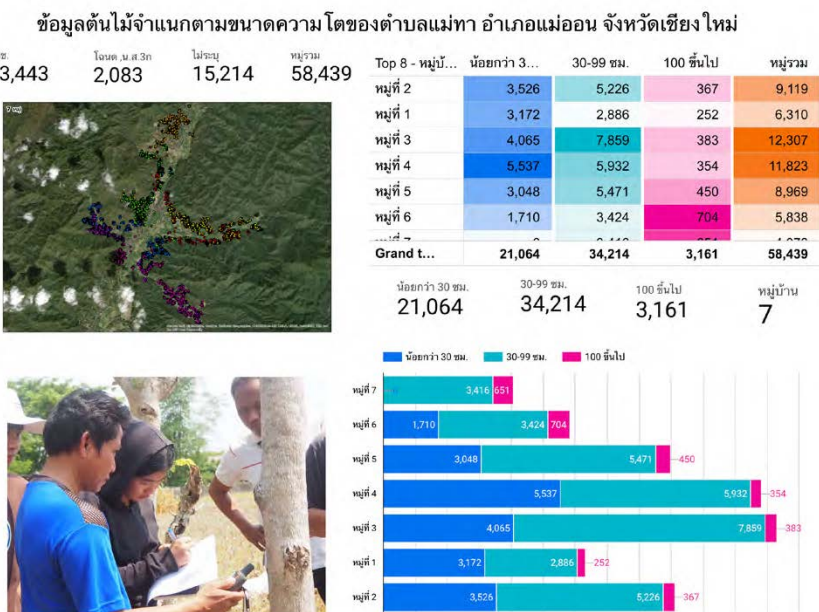 ข้อมูลต้นไม้จำแนกตามขนาดความโตของตำบลแม่ทา อำเภอแม่ออน จังหวัดเชียงใหม่
ข. โฉนด,น.ส.3ก ไม่ระบุ หมู่รวม
3,443 2,083 15,214 58,439
7 หมู่
Top 8 - หมู่บ้... น้อยกว่า 3... 30-99 ซม. 100 ขึ้นไป หมู่รวม
หมู่ที่ 2 3,526 5,226 367 9,119
หมู่ที่ 1 3,172 2,886 252 6,310
หมู่ที่ 3 4,065 7,859 383 12,307
หมู่ที่ 4 5,537 5,932 354 11,823
หมู่ที่ 5 3,048 5,471 450 8,969
หมู่ที่ 6 1,710 3,424 704 5,838
Grand t... 21,064 34,214 3,161 58,439
น้อยกว่า 30 ซม. 30-99 ซม. 100 ขึ้นไป หมู่บ้าน
21,064 34,214 3,161 7
น้อยกว่า 30 ซม. 30-99 ซม. 100 ขึ้นไป
หมู่ที่ 7 3,416 651
หมู่ที่ 6 1,710 3,424 704
หมู่ที่ 5 3,048 5,471 450
หมู่ที่ 4 5,537 5,932 354
หมู่ที่ 3 4,065 7,859 383
หมู่ที่ 1 3,172 2,886 252
หมู่ที่ 2 3,526 5,226 367